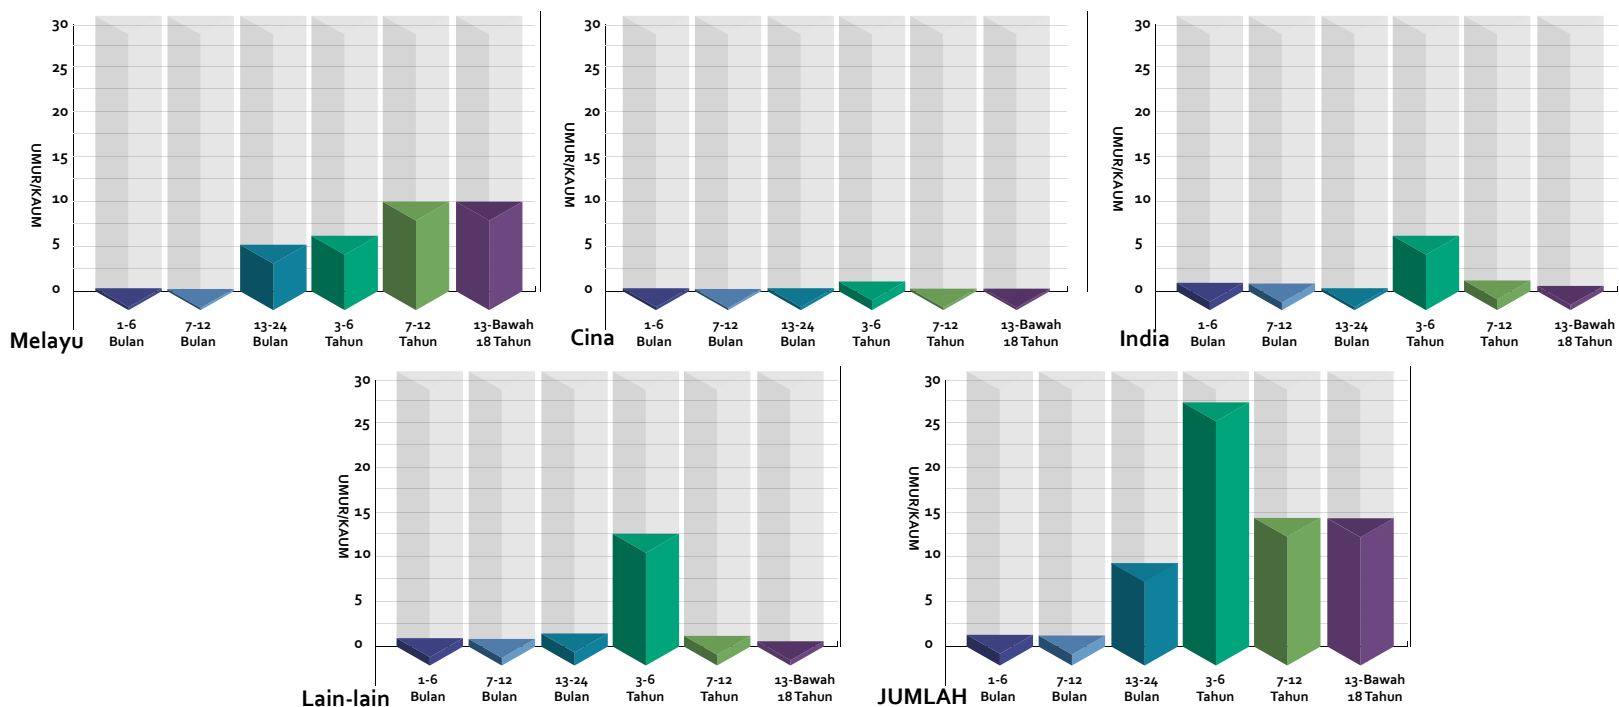 30
25
20
15
10
5
0
UMUR/KAUM
1-6 Bulan
7-12 Bulan
13-24 Bulan
3-6 Tahun
7-12 Tahun
13-Bawah 18 Tahun
Melayu
30
25
20
15
10
5
0
UMUR/KAUM
1-6 Bulan
7-12 Bulan
13-24 Bulan
3-6 Tahun
7-12 Tahun
13-Bawah 18 Tahun
Cina
30
25
20
15
10
5
0
UMUR/KAUM
1-6 Bulan
7-12 Bulan
13-24 Bulan
3-6 Tahun
7-12 Tahun
13-Bawah 18 Tahun
India
30
25
20
15
10
5
0
UMUR/KAUM
1-6 Bulan
7-12 Bulan
13-24 Bulan
3-6 Tahun
7-12 Tahun
13-Bawah 18 Tahun
Lain-lain
30
25
20
15
10
5
0
UMUR/KAUM
1-6 Bulan
7-12 Bulan
13-24 Bulan
3-6 Tahun
7-12 Tahun
13-Bawah 18 Tahun
JUMLAH